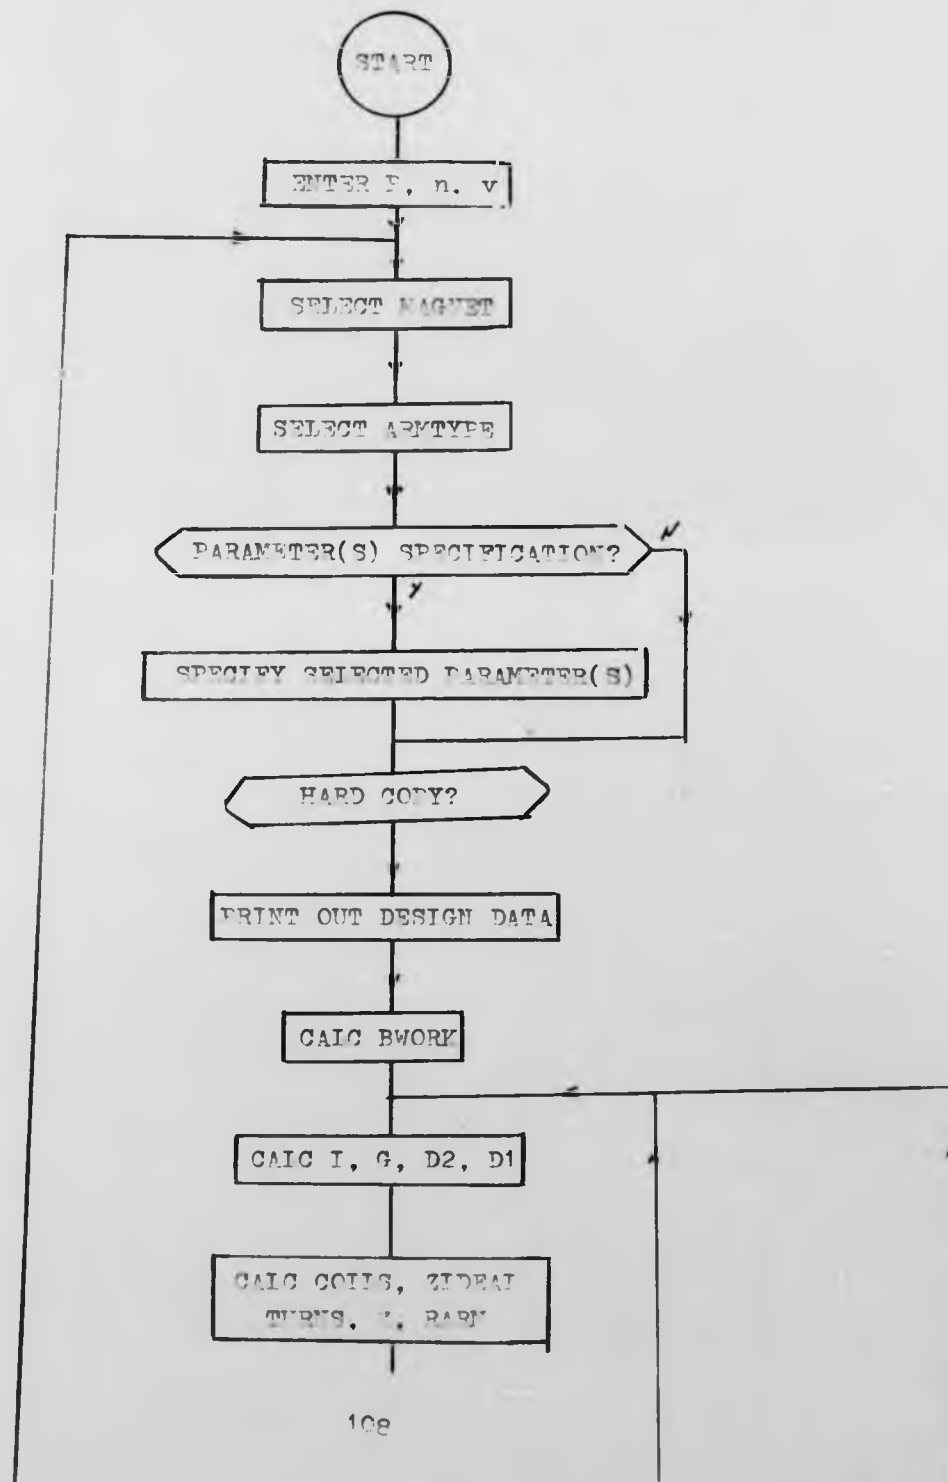 START
ENTER P, n. v
SELECT MAGNET
SELECT ARMTYPE
PARAMETER(S) SPECIFICATION?
N
Y
SPECIFY SELECTED PARAMETER(S)
HARD COPY?
PRINT OUT DESIGN DATA
CALC BWORK
CALC I, G, D2, D1
CALC COILS, ZIDEAL
TURNS, Z, RARM
108